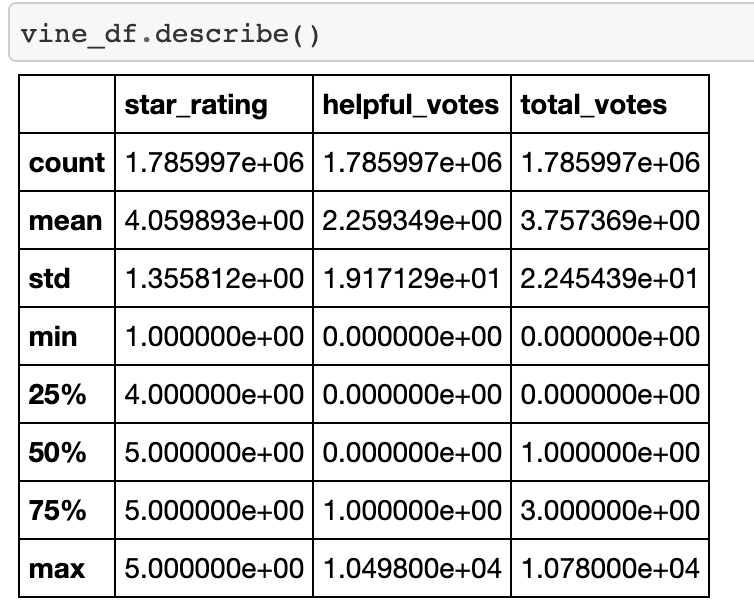 vine_df.describe()
star_rating helpful_votes total_votes
count 1.785997e+06 1.785997e+06 1.785997e+06
mean 4.059893e+00 2.259349e+00 3.757369e+00
std 1.355812e+00 1.917129e+01 2.245439e+01
min 1.000000e+00 0.000000e+00 0.000000e+00
25% 4.000000e+00 0.000000e+00 0.000000e+00
50% 5.000000e+00 0.000000e+00 1.000000e+00
75% 5.000000e+00 1.000000e+00 3.000000e+00
max 5.000000e+00 1.049800e+04 1.078000e+04